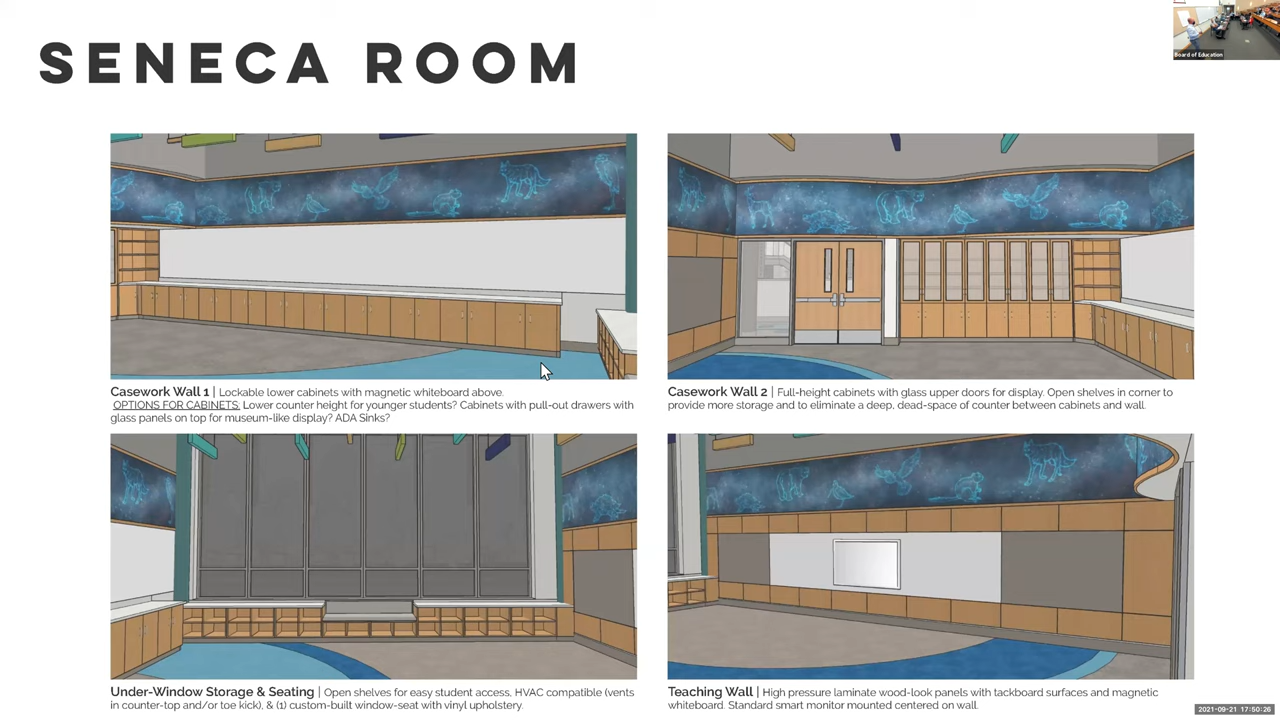 SENECA ROOM
Board of Education
Casework Wall 1 | Lockable lower cabinets with magnetic whiteboard above.
OPTIONS FOR CABINETS: Lower counter height for younger students? Cabinets with pull-out drawers with
glass panels on top for museum-like display? ADA Sinks?
Casework Wall 2 | Full-height cabinets with glass upper doors for display. Open shelves in corner to
provide more storage and to eliminate a deep, dead-space of counter between cabinets and wall.
Under-Window Storage & Seating | Open shelves for easy student access, HVAC compatible (vents
in counter-top and/or toe kick), & (1) custom-built window-seat with vinyl upholstery.
Teaching Wall | High pressure laminate wood-look panels with tackboard surfaces and magnetic
whiteboard. Standard smart monitor mounted centered on wall.
2021-09-21 17:50:26